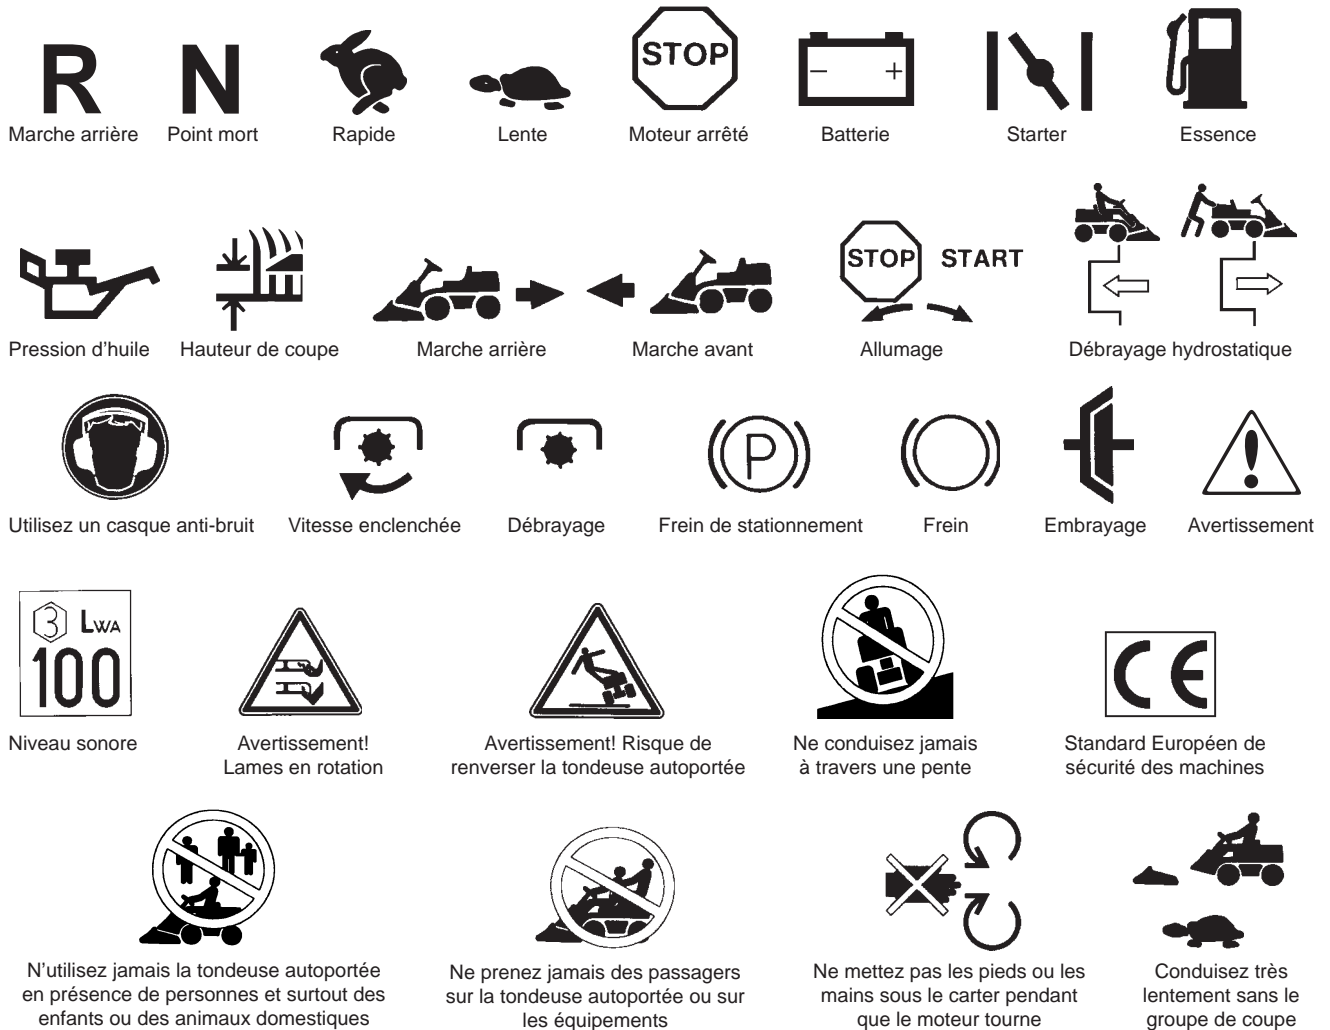 R
N
STOP
- +
Marche arrière
Point mort
Rapide
Lente
Moteur arrêté
Batterie
Starter
Essence
STOP START
Pression d'huile
Hauteur de coupe
Marche arrière
Marche avant
Allumage
Débrayage hydrostatique
P
Utilisez un casque anti-bruit
Vitesse enclenchée
Débrayage
Frein de stationnement
Frein
Embrayage
Avertissement
!
3 LWA
100
CE
Niveau sonore
Avertissement!
Lames en rotation
Avertissement! Risque de
renverser la tondeuse autoportée
Ne conduisez jamais
à travers une pente
Standard Européen de
sécurité des machines
N'utilisez jamais la tondeuse autoportée
en présence de personnes et surtout des
enfants ou des animaux domestiques
Ne prenez jamais des passagers
sur la tondeuse autoportée ou sur
les équipements
Ne mettez pas les pieds ou les
mains sous le carter pendant
que le moteur tourne
Conduisez très
lentement sans le
groupe de coupe